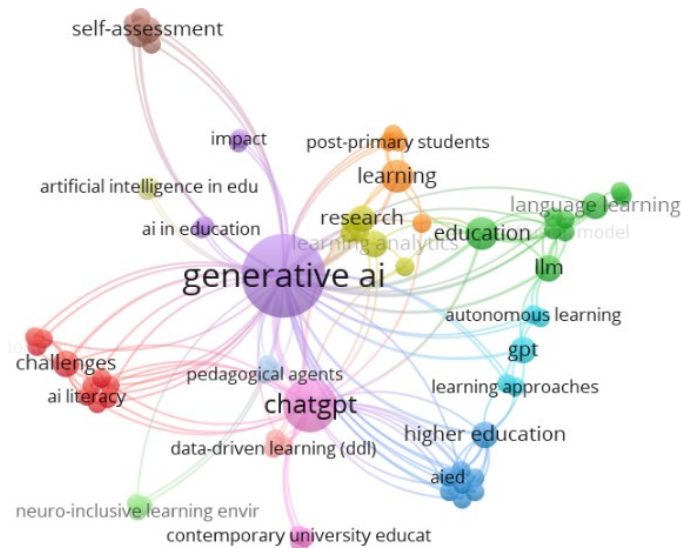 self-assessment
impact
post-primary students
learning
artificial intelligence in edu
language learning
research
ai in education
education
learning analytics
model
generative ai
llm
autonomous learning
gpt
challenges
pedagogical agents
learning approaches
ai literacy
chatgpt
higher education
data-driven learning (ddl)
aied
neuro-inclusive learning envir
contemporary university educat